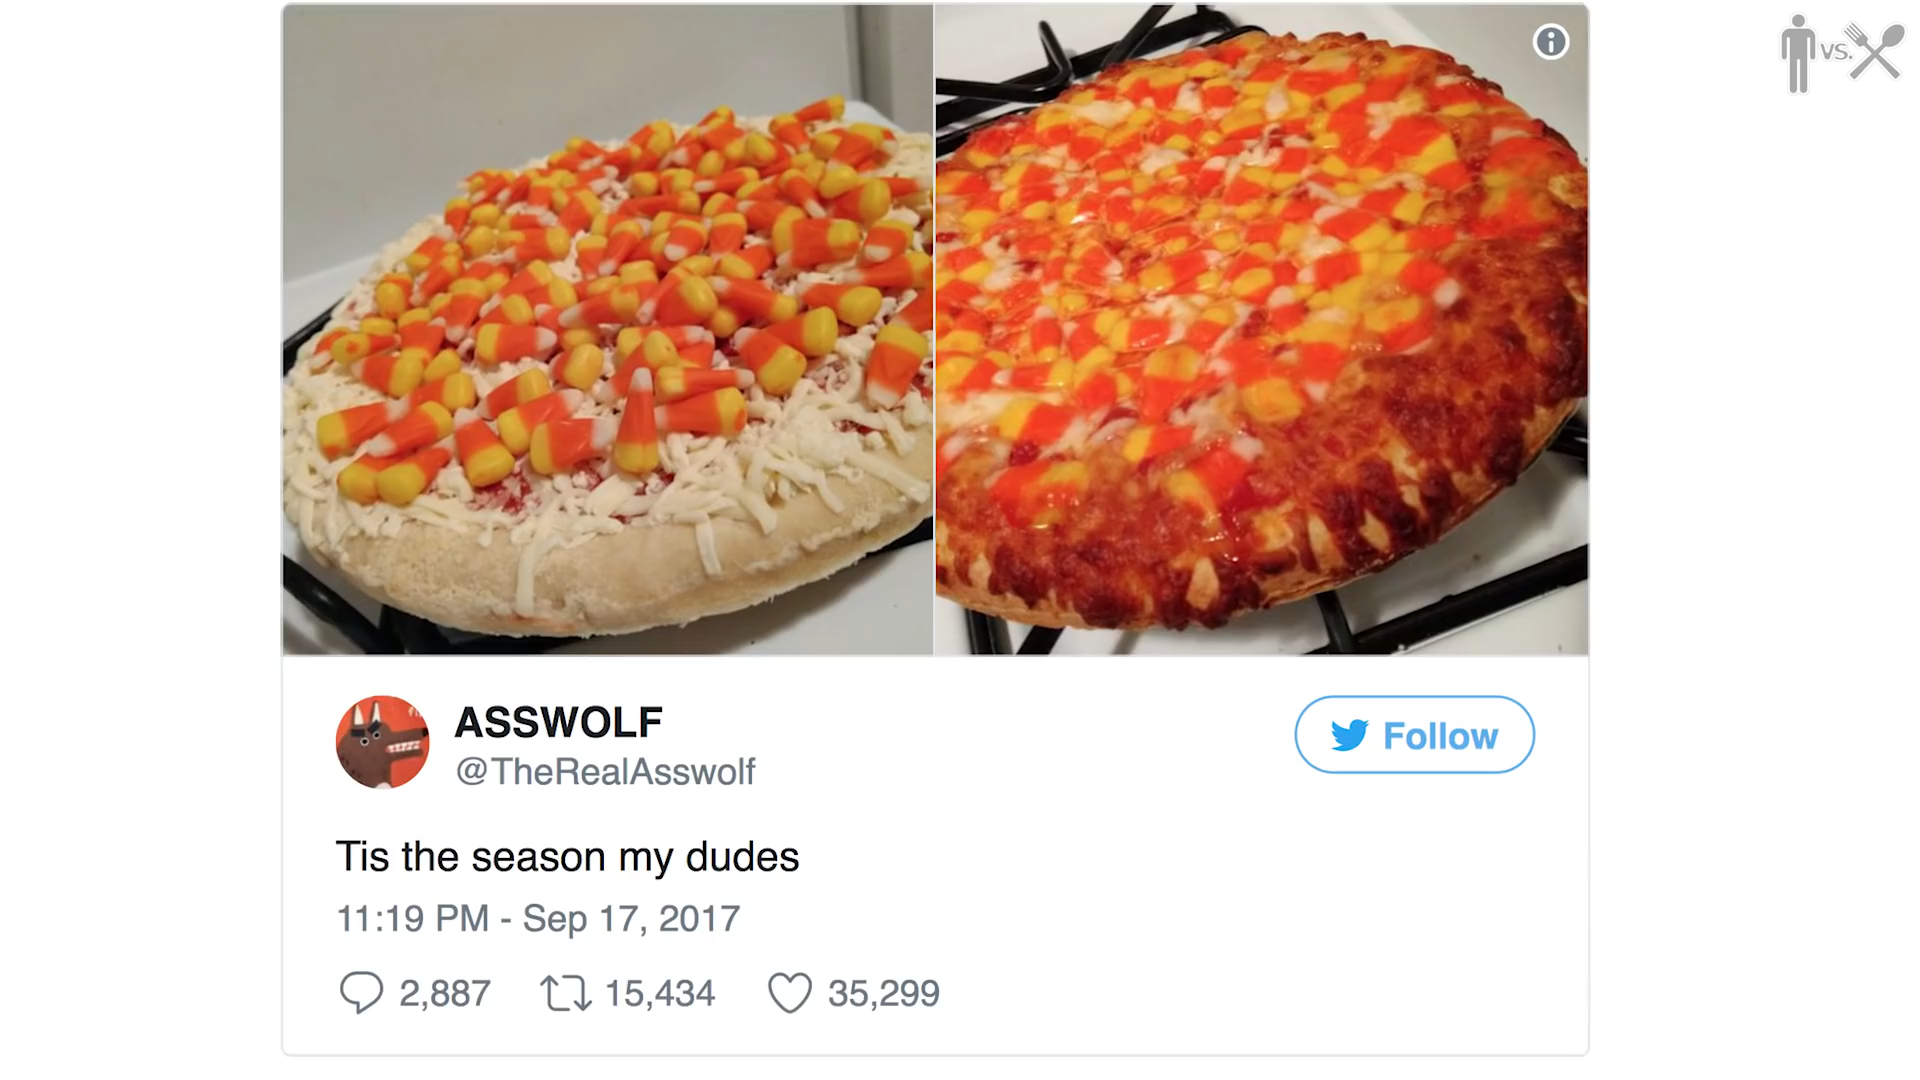 vs.
ASSWOLF
@TheRealAsswolf
Follow
Tis the season my dudes
11:19 PM - Sep 17, 2017
2,887 15,434 35,299